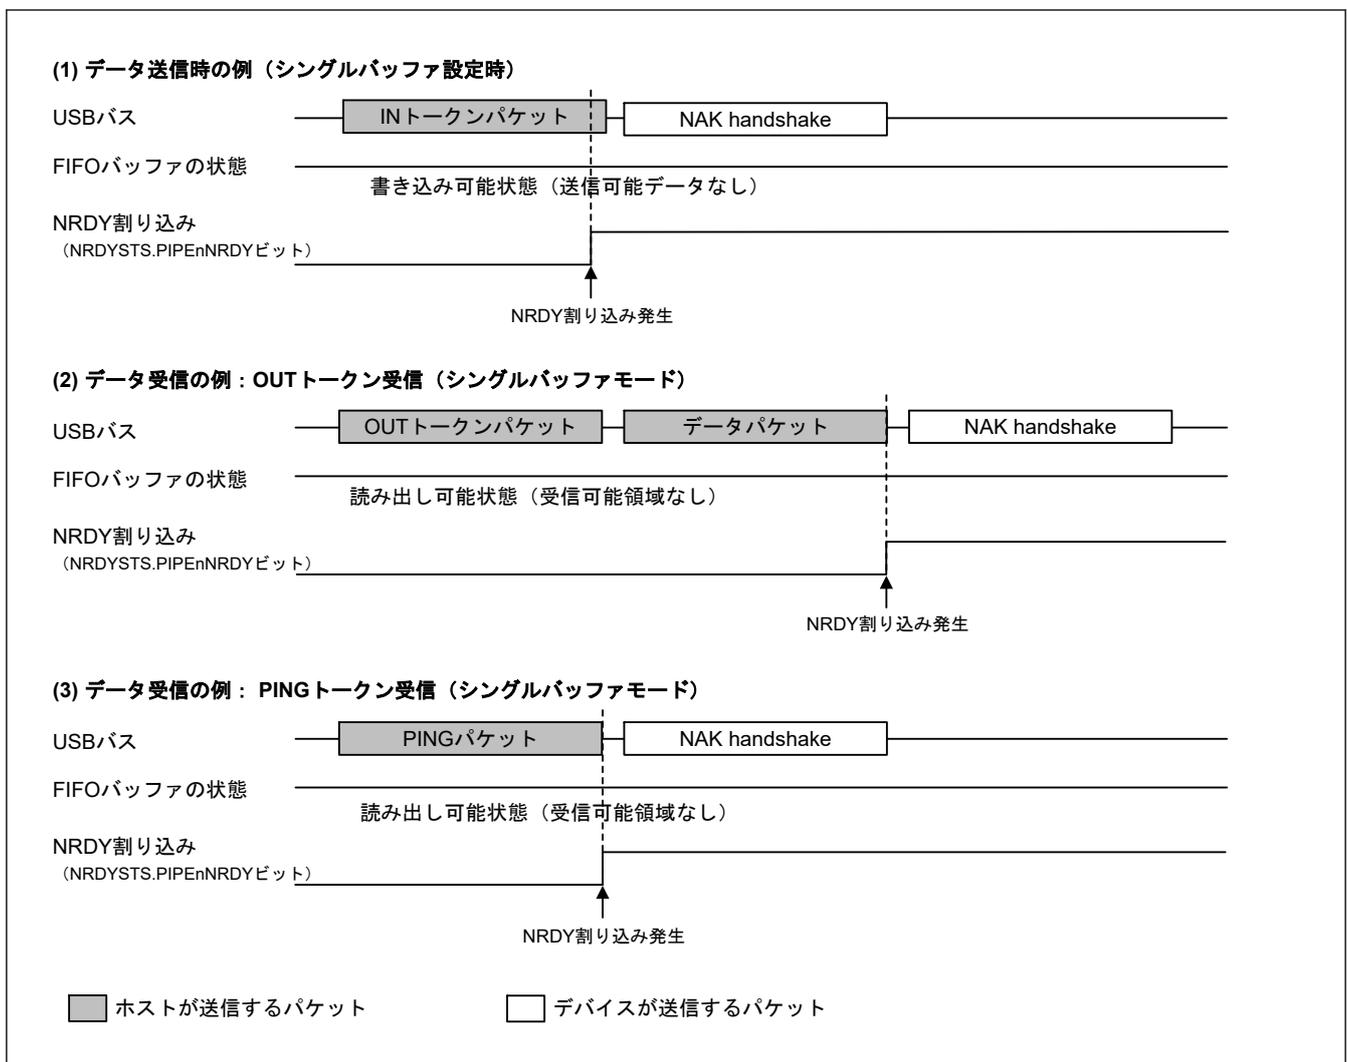 (1) データ送信時の例（シングルバッファ設定時）
USBバス
INトークンパケット
NAK handshake
FIFOバッファの状態
書き込み可能状態（送信可能データなし）
NRDY割り込み
（NRDYSTS.PIPEnNRDYビット）
NRDY割り込み発生
(2) データ受信の例：OUTトークン受信（シングルバッファモード）
USBバス
OUTトークンパケット
データパケット
NAK handshake
FIFOバッファの状態
読み出し可能状態（受信可能領域なし）
NRDY割り込み
（NRDYSTS.PIPEnNRDYビット）
NRDY割り込み発生
(3) データ受信の例： PINGトークン受信（シングルバッファモード）
USBバス
PINGパケット
NAK handshake
FIFOバッファの状態
読み出し可能状態（受信可能領域なし）
NRDY割り込み
（NRDYSTS.PIPEnNRDYビット）
NRDY割り込み発生
ホストが送信するパケット
デバイスが送信するパケット